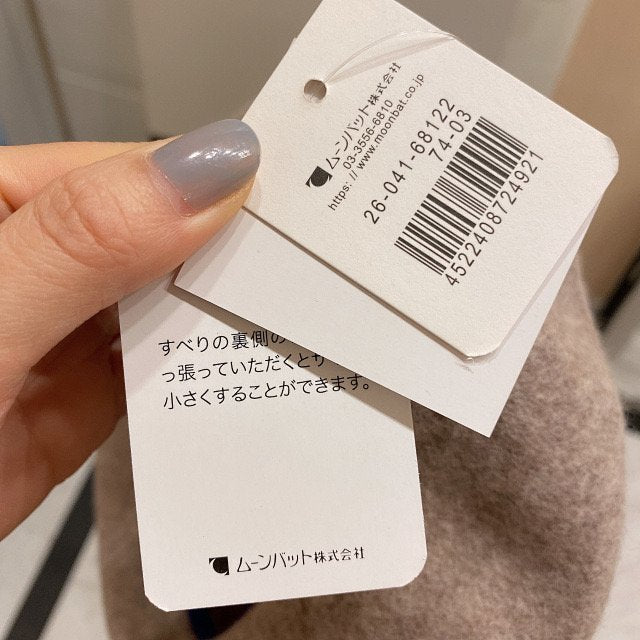 ムーンバット株式会社
03-3556-6810
https://www.moonbat.co.jp
26-041-68122
74-03
4522408724921
すべりの裏側の
っ張っていただくとサ
小さくすることができます。
ムーンバット株式会社